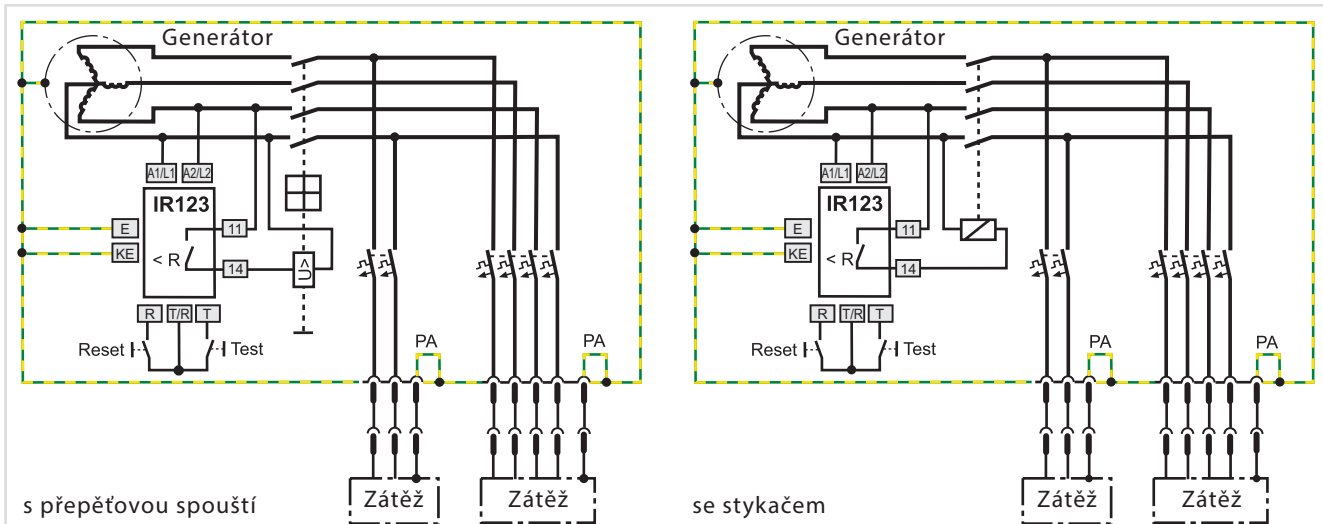 Generátor
A1/L1 A2/L2
IR123
E
11
KE
< R
14
U>
R T/R T
Reset Test
PA PA
s přepěťovou spouští
Zátěž Zátěž
Generátor
A1/L1 A2/L2
IR123
E
11
KE
< R
14
R T/R T
Reset Test
PA PA
se stykačem
Zátěž Zátěž